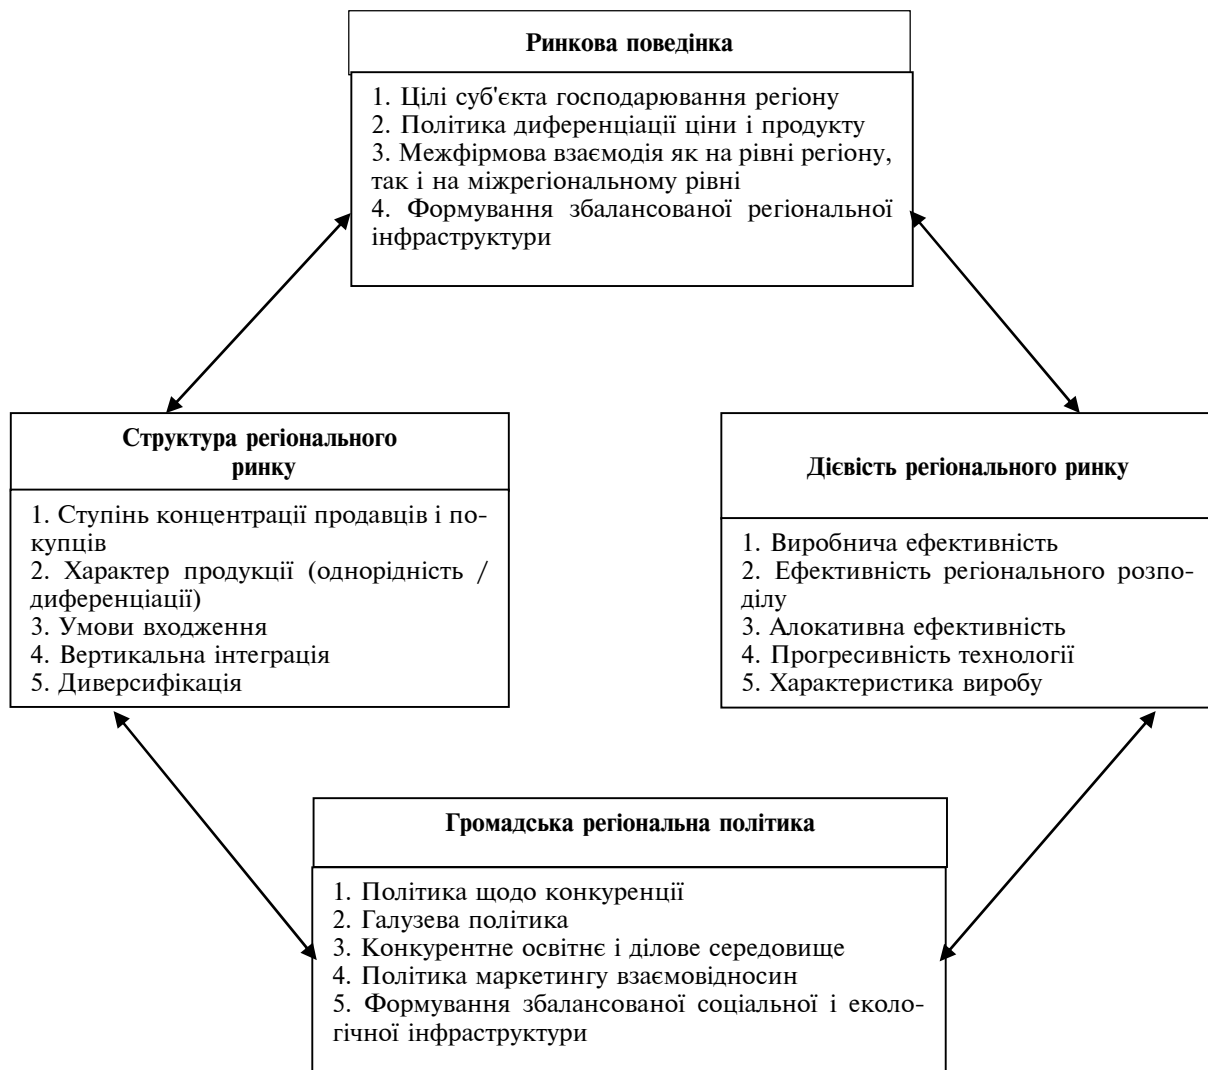 Ринкова поведінка
1. Цілі суб'єкта господарювання регіону
2. Політика диференціації ціни і продукту
3. Межфірмова взаємодія як на рівні регіону,
так і на міжрегіональному рівні
4. Формування збалансованої регіональної
інфраструктури
Структура регіонального
ринку
1. Ступінь концентрації продавців і по-
купців
2. Характер продукції (однорідність /
диференціації)
3. Умови входження
4. Вертикальна інтеграція
5. Диверсифікація
Дієвість регіонального ринку
1. Виробнича ефективність
2. Ефективність регіонального розпо-
ділу
3. Алокативна ефективність
4. Прогресивність технології
5. Характеристика виробу
Громадська регіональна політика
1. Політика щодо конкуренції
2. Галузева політика
3. Конкурентне освітнє і ділове середовище
4. Політика маркетингу взаємовідносин
5. Формування збалансованої соціальної і еколо-
гічної інфраструктури